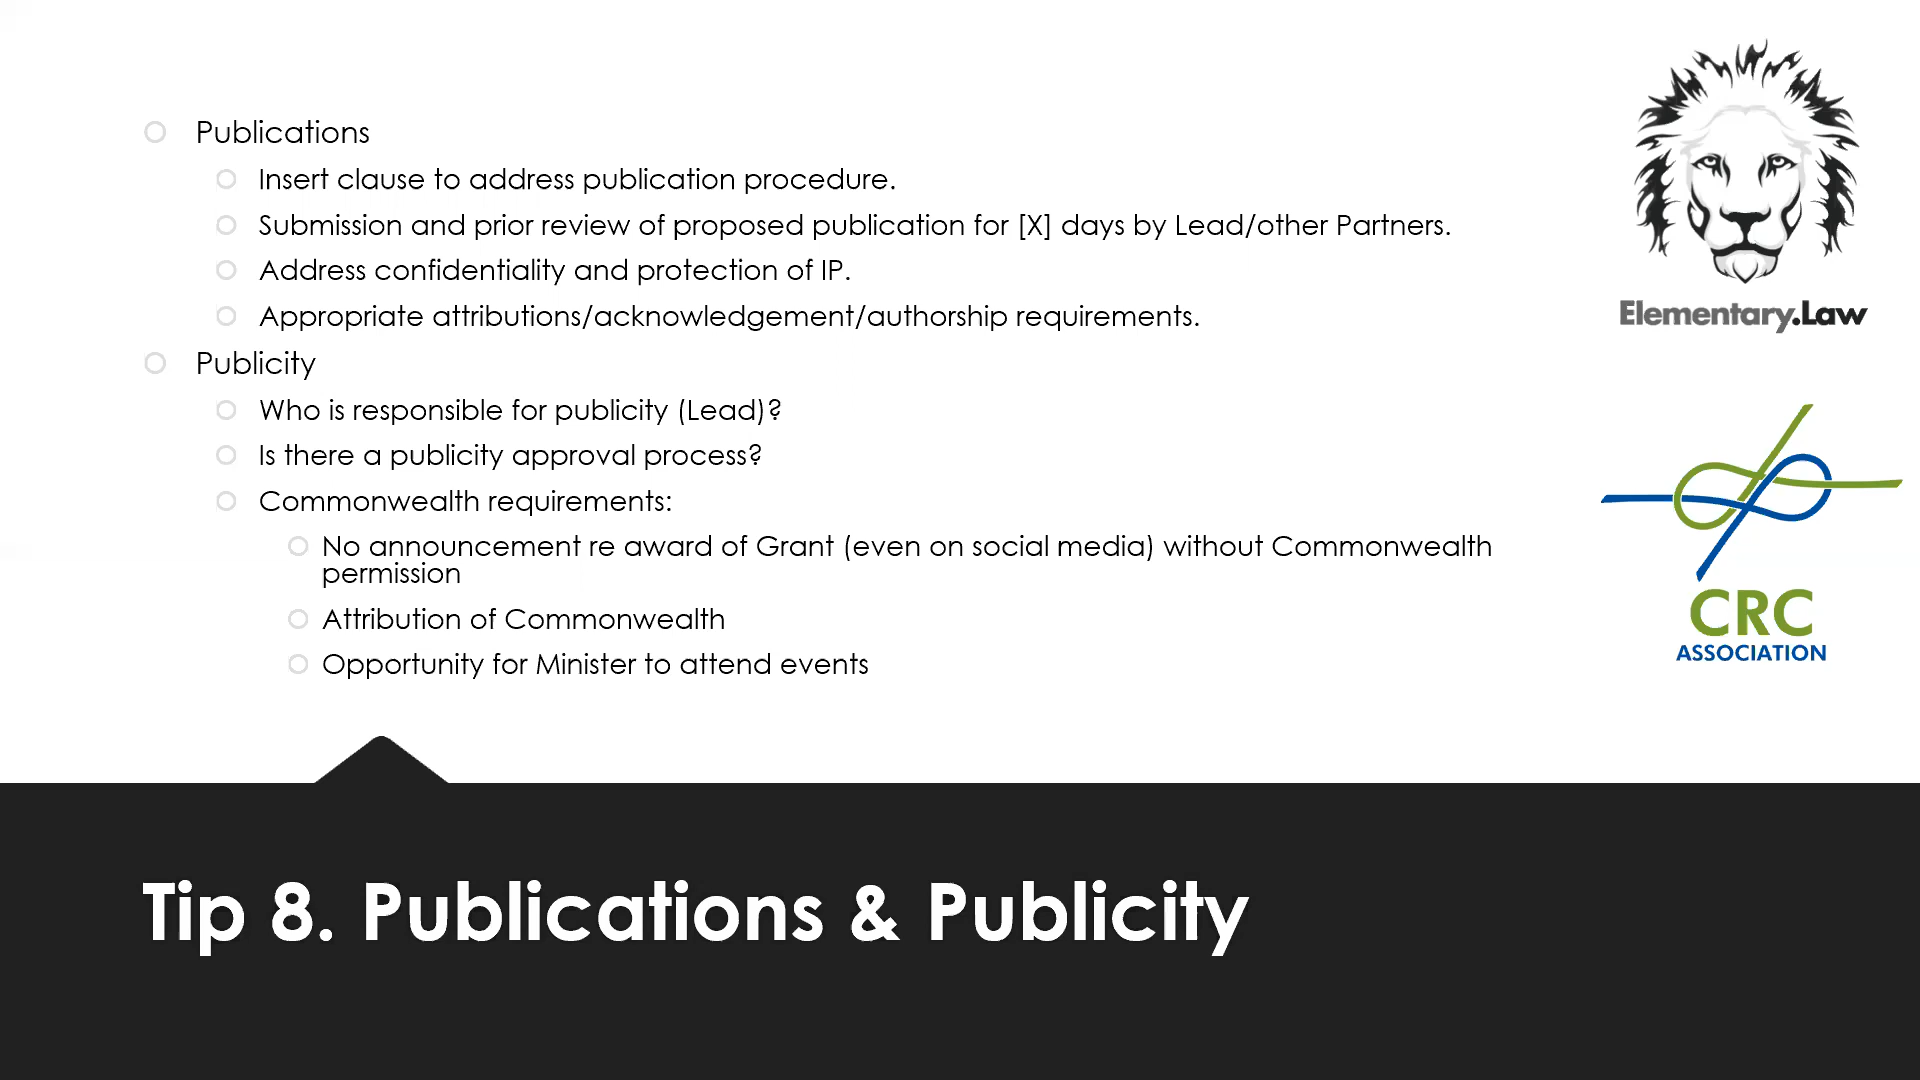 Publications
Insert clause to address publication procedure.
Submission and prior review of proposed publication for [X] days by Lead/other Partners.
Address confidentiality and protection of IP.
Appropriate attributions/acknowledgement/authorship requirements.
Publicity
Who is responsible for publicity (Lead)?
Is there a publicity approval process?
Commonwealth requirements:
No announcement re award of Grant (even on social media) without Commonwealth
permission
Attribution of Commonwealth
Opportunity for Minister to attend events
Elementary.Law
CRC
ASSOCIATION
Tip 8. Publications & Publicity